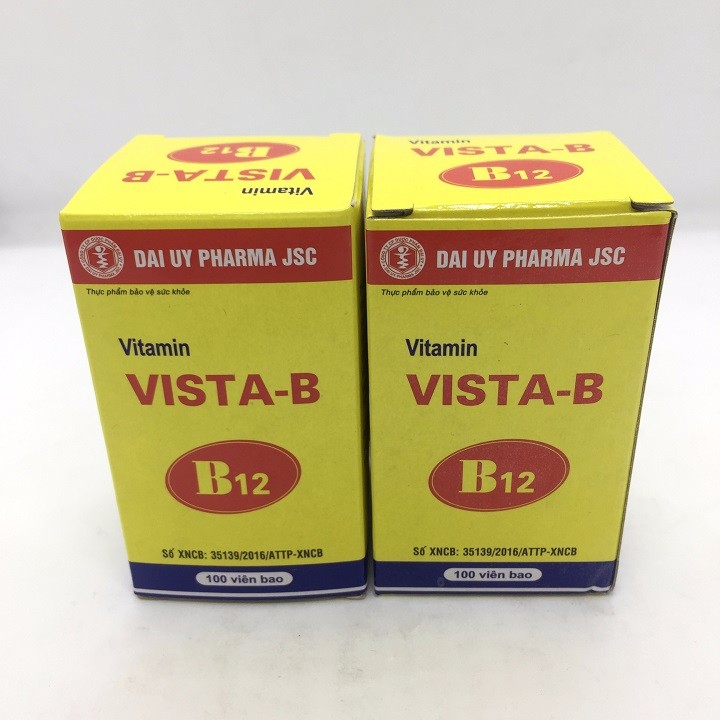 Vitamin
VISTA-B
B12
DAI UY PHARMA JSC
Thực phẩm bảo vệ sức khỏe
Vitamin
VISTA-B
B12
Số XNCB: 35139/2016/ATTP-XNCB
100 viên bao
Vitamin
VISTA-B
B12
DAI UY PHARMA JSC
Thực phẩm bảo vệ sức khỏe
Vitamin
VISTA-B
B12
Số XNCB: 35139/2016/ATTP-XNCB
100 viên bao